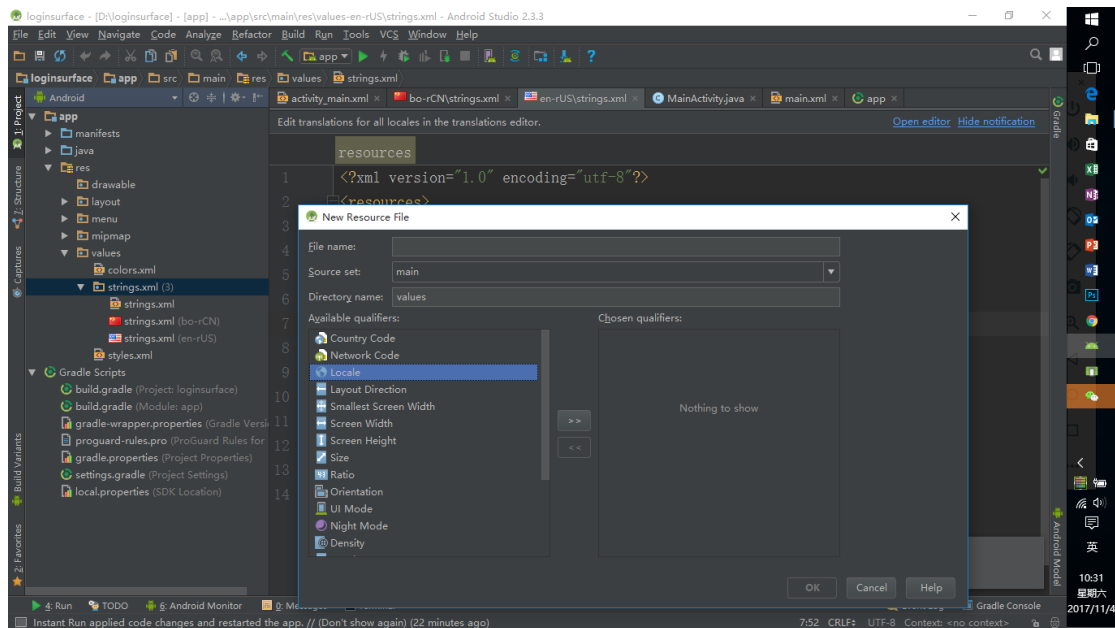 loginsurface - [D:\loginsurface] - [app] - ...\app\src\main\res\values-en-rUS\strings.xml - Android Studio 2.3.3
File Edit View Navigate Code Analyze Refactor Build Run Tools VCS Window Help
app
loginsurface app src main res values strings.xml
Android
activity_main.xml bo-rCN\strings.xml en-rUS\strings.xml MainActivity.java main.xml app
Edit translations for all locales in the translations editor. Open editor Hide notification
1: Project
7: Structure
Captures
Build Variants
2: Favorites
app
manifests
java
res
drawable
layout
menu
mipmap
values
colors.xml
strings.xml (3)
strings.xml
strings.xml (bo-rCN)
strings.xml (en-rUS)
styles.xml
Gradle Scripts
build.gradle (Project: loginsurface)
build.gradle (Module: app)
gradle-wrapper.properties (Gradle Versi
proguard-rules.pro (ProGuard Rules for
gradle.properties (Project Properties)
settings.gradle (Project Settings)
local.properties (SDK Location)
resources
1 <?xml version="1.0" encoding="utf-8"?>
2 <resources>
3
4
5
6
7
8
9
10
11
12
13
14
New Resource File
File name:
Source set: main
Directory name: values
Available qualifiers: Chosen qualifiers:
Country Code
Network Code
Locale
Layout Direction
Smallest Screen Width
Screen Width
Screen Height
Size
Ratio
Orientation
UI Mode
Night Mode
Density
>>
<<
Nothing to show
OK Cancel Help
Gradle
Android Model
4: Run TODO 6: Android Monitor 0: Me Gradle Console
Instant Run applied code changes and restarted the app. // (Don't show again) (22 minutes ago) 7:52 CRLF÷ UTF-8 Context: <no context>
英
10:31
星期六
2017/11/4